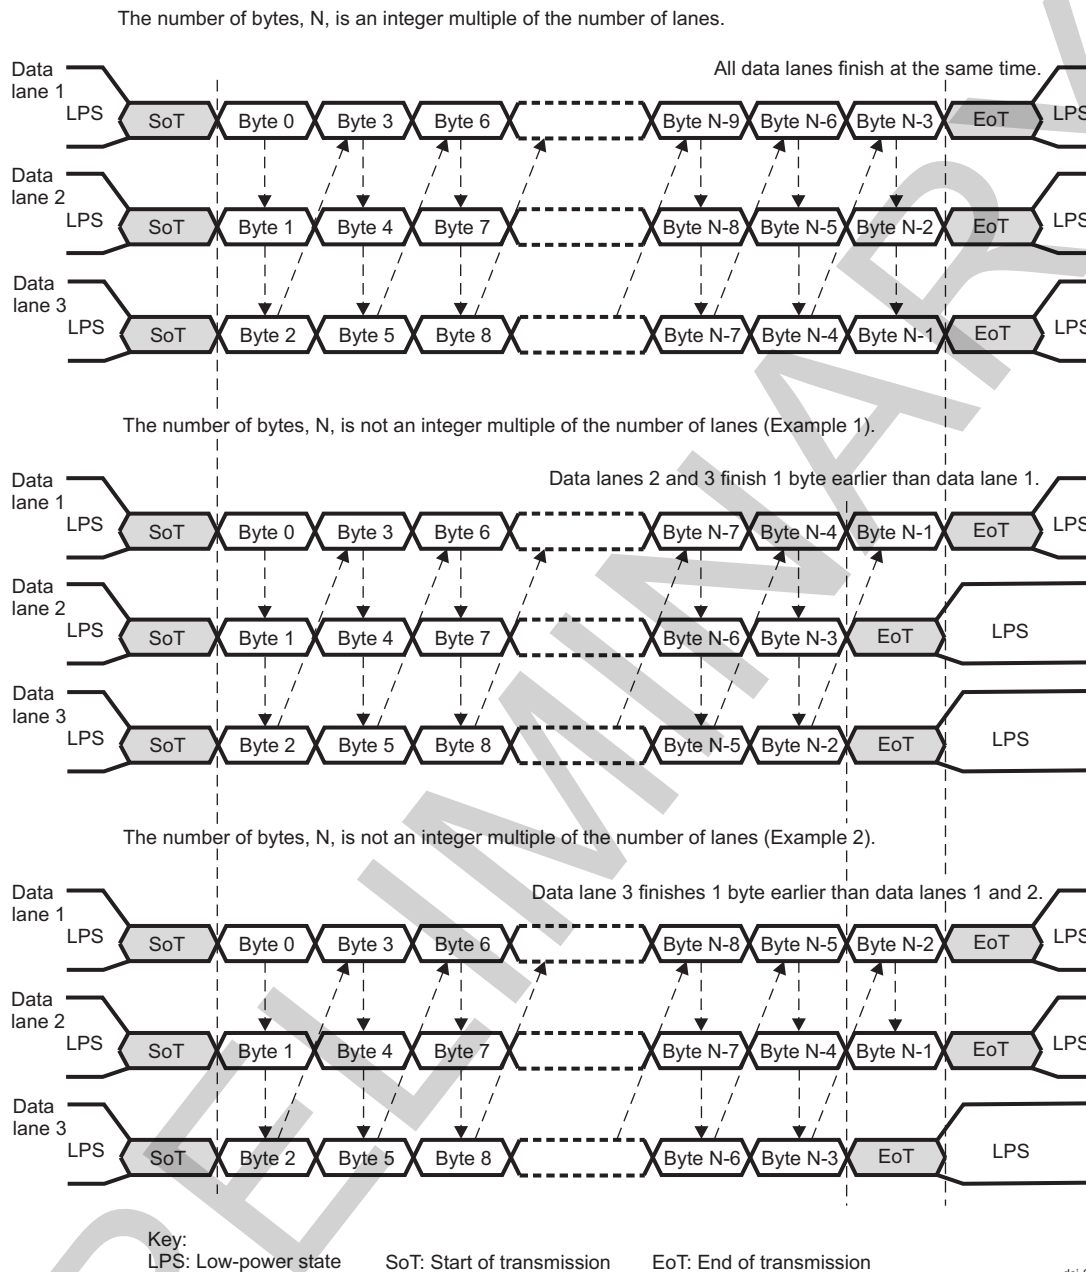 The number of bytes, N, is an integer multiple of the number of lanes.
All data lanes finish at the same time.
Data
lane 1
LPS SoT Byte 0 Byte 3 Byte 6 Byte N-9 Byte N-6 Byte N-3 EoT LPS
Data
lane 2
LPS SoT Byte 1 Byte 4 Byte 7 Byte N-8 Byte N-5 Byte N-2 EoT LPS
Data
lane 3
LPS SoT Byte 2 Byte 5 Byte 8 Byte N-7 Byte N-4 Byte N-1 EoT LPS
The number of bytes, N, is not an integer multiple of the number of lanes (Example 1).
Data lanes 2 and 3 finish 1 byte earlier than data lane 1.
Data
lane 1
LPS SoT Byte 0 Byte 3 Byte 6 Byte N-7 Byte N-4 Byte N-1 EoT LPS
Data
lane 2
LPS SoT Byte 1 Byte 4 Byte 7 Byte N-6 Byte N-3 EoT LPS
Data
lane 3
LPS SoT Byte 2 Byte 5 Byte 8 Byte N-5 Byte N-2 EoT LPS
The number of bytes, N, is not an integer multiple of the number of lanes (Example 2).
Data lane 3 finishes 1 byte earlier than data lanes 1 and 2.
Data
lane 1
LPS SoT Byte 0 Byte 3 Byte 6 Byte N-8 Byte N-5 Byte N-2 EoT LPS
Data
lane 2
LPS SoT Byte 1 Byte 4 Byte 7 Byte N-7 Byte N-4 Byte N-1 EoT LPS
Data
lane 3
LPS SoT Byte 2 Byte 5 Byte 8 Byte N-6 Byte N-3 EoT LPS
Key:
LPS: Low-power state SoT: Start of transmission EoT: End of transmission
PRELIMINARY